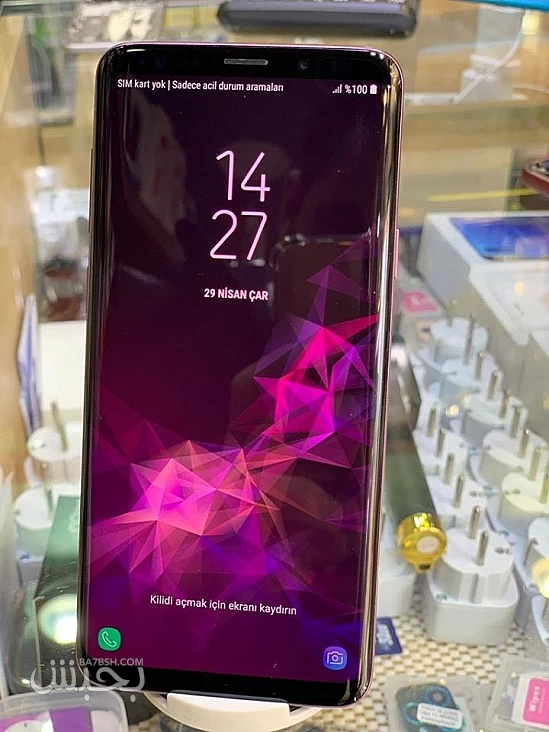 SIM kart yok | Sadece acil durum aramaları
%100
14
27
29 NİSAN ÇAR
Kilidi açmak için ekranı kaydırın
BA7BSH.COM
بحبش
Wipes